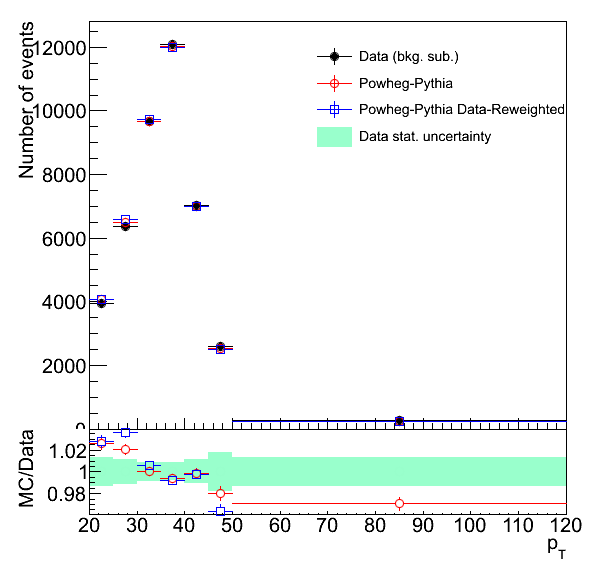 Number of events
12000
10000
8000
6000
4000
2000
0
Data (bkg. sub.)
Powheg-Pythia
Powheg-Pythia Data-Reweighted
Data stat. uncertainty
MC/Data
1.02
1
0.98
20 30 40 50 60 70 80 90 100 110 120
p_T